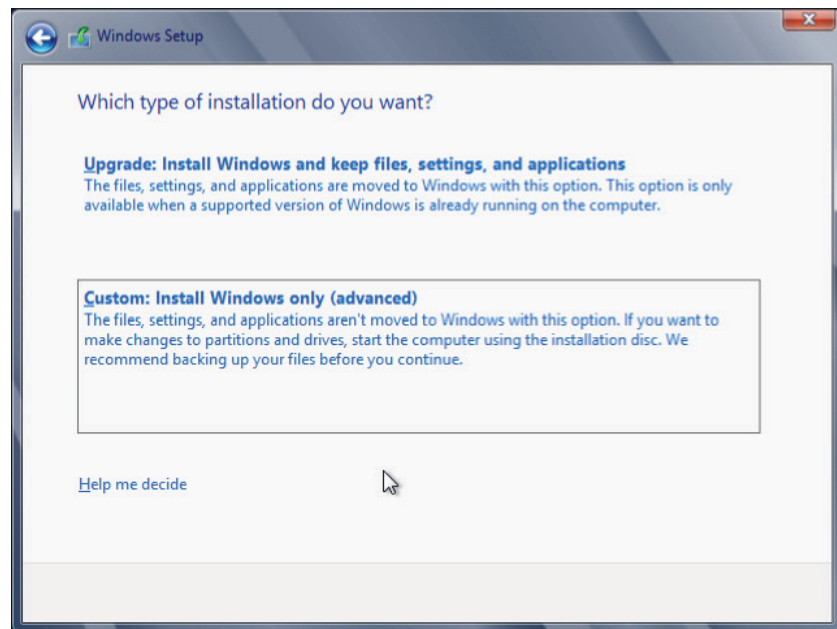 Windows Setup
Which type of installation do you want?
Upgrade: Install Windows and keep files, settings, and applications
The files, settings, and applications are moved to Windows with this option. This option is only
available when a supported version of Windows is already running on the computer.
Custom: Install Windows only (advanced)
The files, settings, and applications aren't moved to Windows with this option. If you want to
make changes to partitions and drives, start the computer using the installation disc. We
recommend backing up your files before you continue.
Help me decide